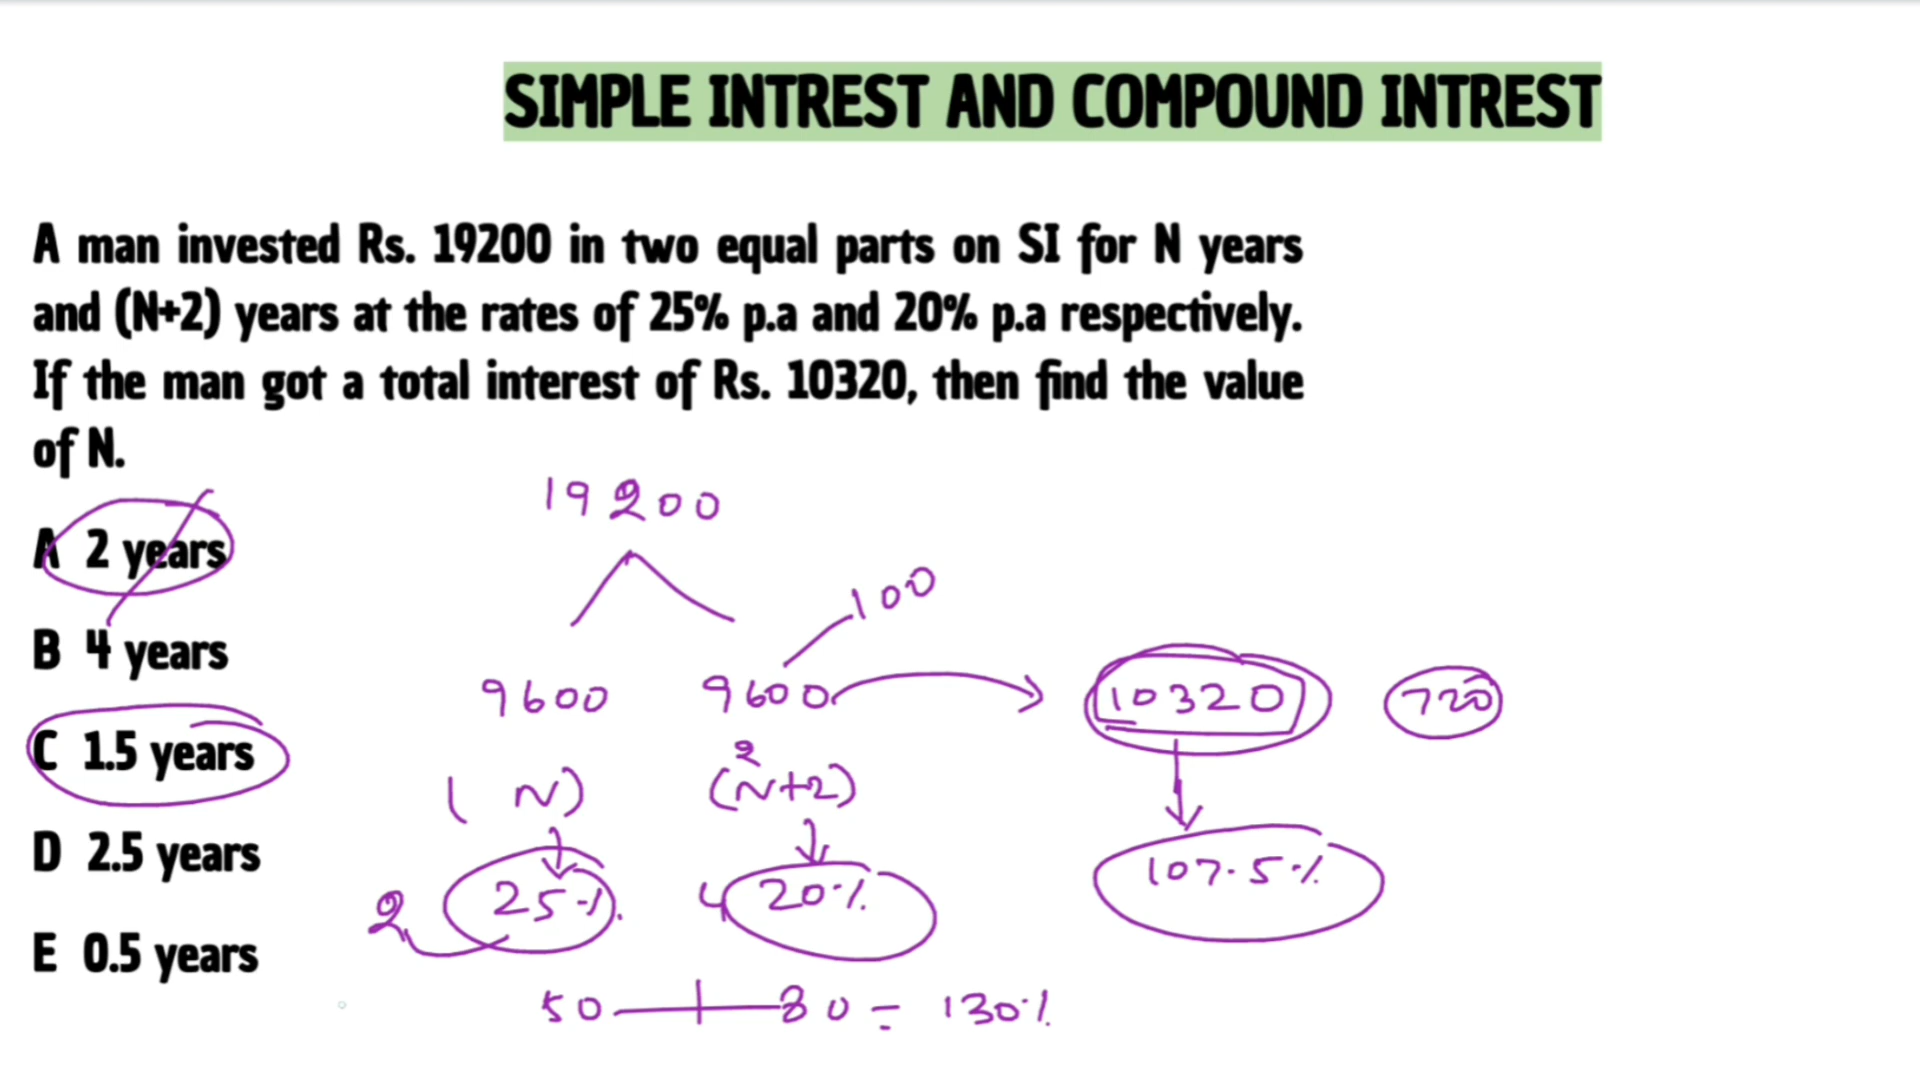 SIMPLE INTREST AND COMPOUND INTREST
A man invested Rs. 19200 in two equal parts on SI for N years
and (N+2) years at the rates of 25% p.a and 20% p.a respectively.
If the man got a total interest of Rs. 10320, then find the value
of N.
19200
A 2 years
100
B 4 years
9600 9600 10320 720
2
C 1.5 years
(N) (N+2)
D 2.5 years
2 25% 4 20% 107.5%
E 0.5 years
50 + 80 = 130%